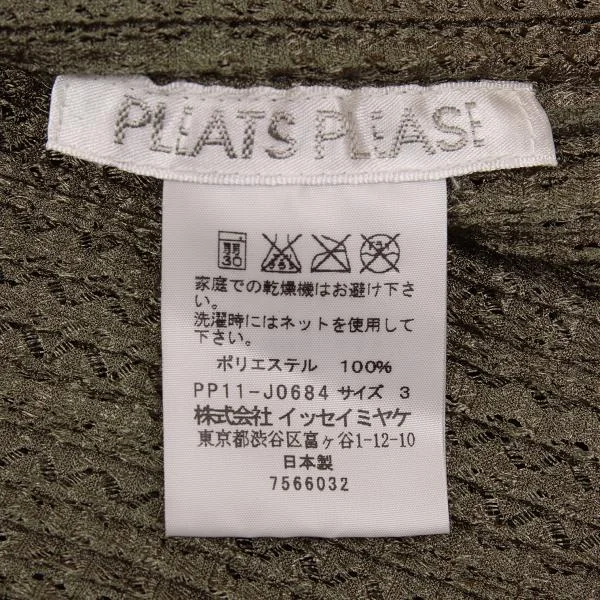 PLEATS PLEASE
家庭での乾燥機はお避け下さ
い。
洗濯時にはネットを使用して
下さい。
ポリエステル 100%
PP11-J0684 サイズ 3
株式会社 イッセイミヤケ
東京都渋谷区富ヶ谷1-12-10
日本製
7566032